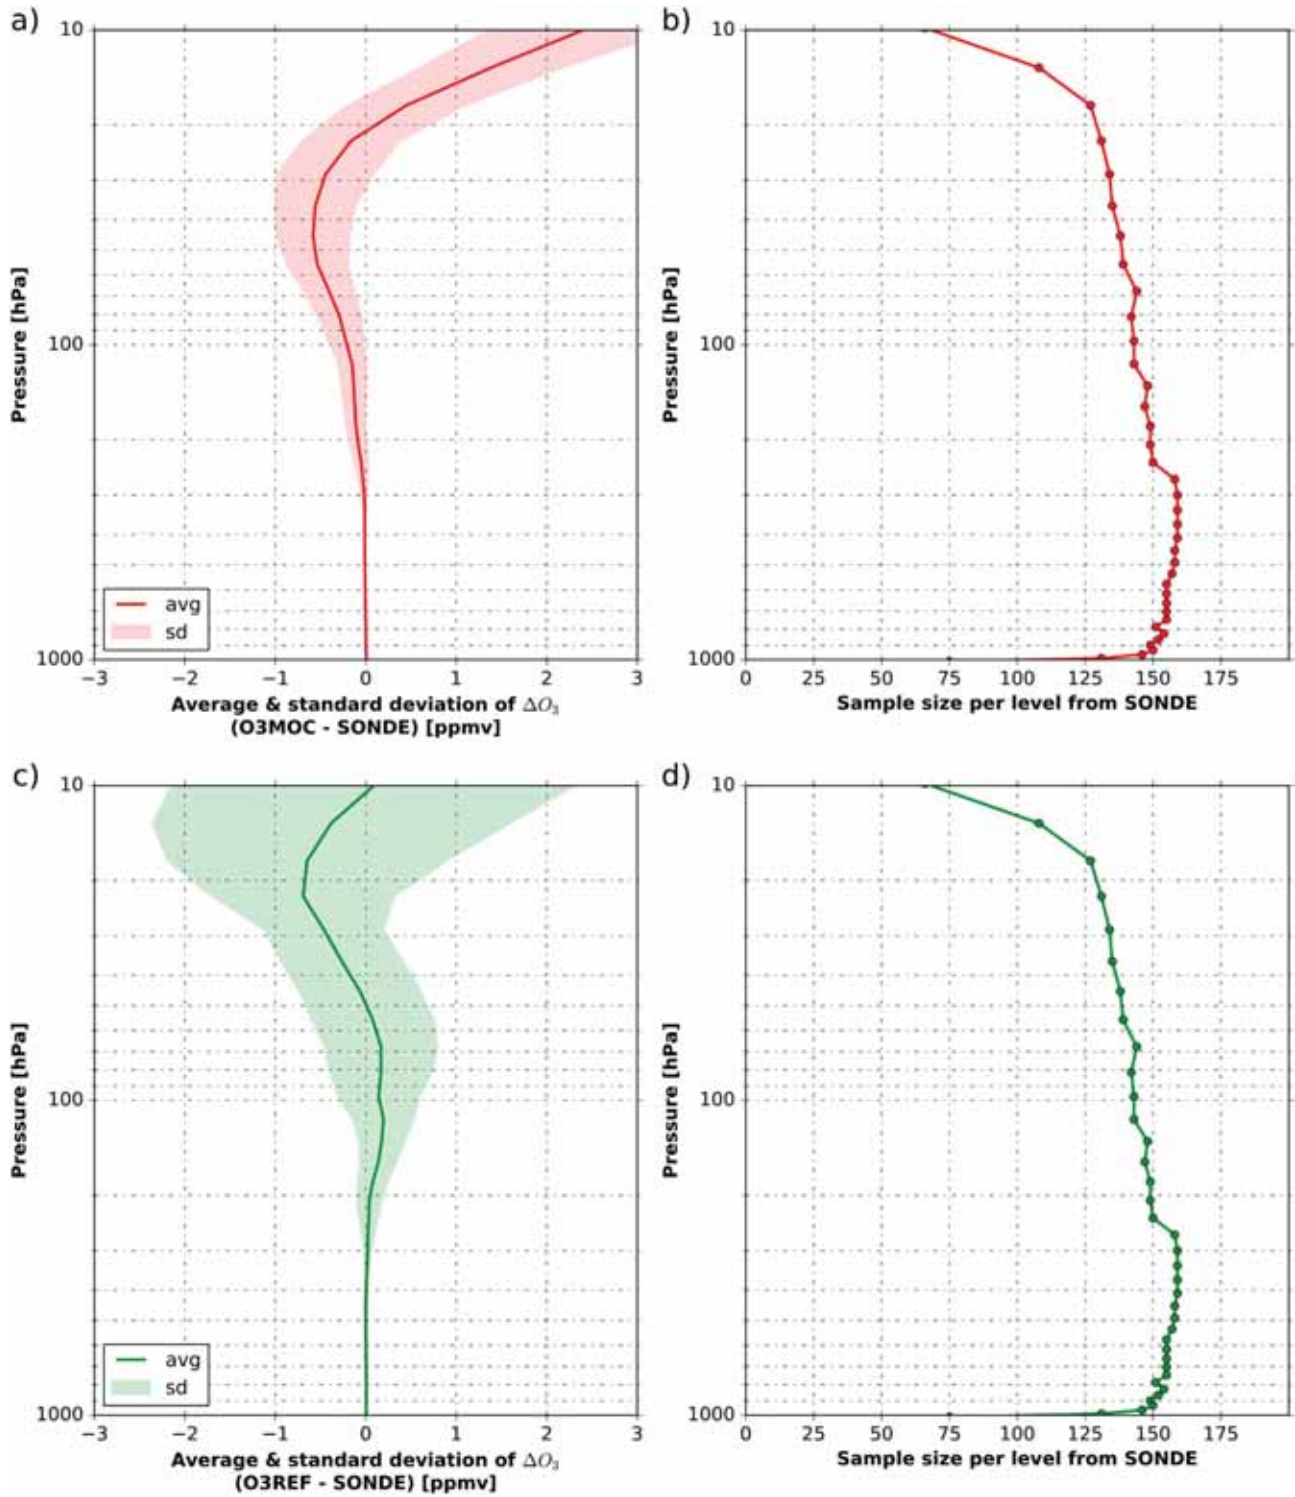 a)
10
100
1000
Pressure [hPa]
avg
sd
−3 −2 −1 0 1 2 3
Average & standard deviation of ΔO₃
(O3MOC - SONDE) [ppmv]
b)
10
100
1000
Pressure [hPa]
0 25 50 75 100 125 150 175
Sample size per level from SONDE
c)
10
100
1000
Pressure [hPa]
avg
sd
−3 −2 −1 0 1 2 3
Average & standard deviation of ΔO₃
(O3REF - SONDE) [ppmv]
d)
10
100
1000
Pressure [hPa]
0 25 50 75 100 125 150 175
Sample size per level from SONDE